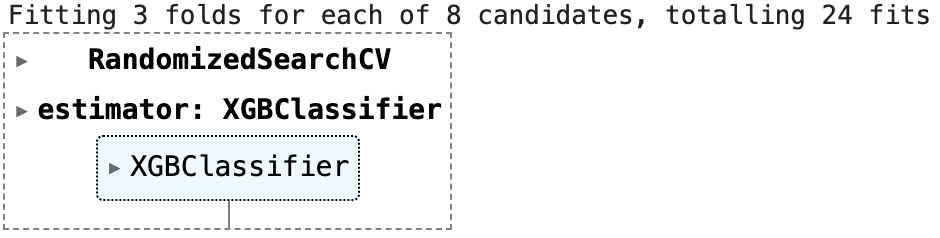 Fitting 3 folds for each of 8 candidates, totalling 24 fits
RandomizedSearchCV
estimator: XGBClassifier
XGBClassifier